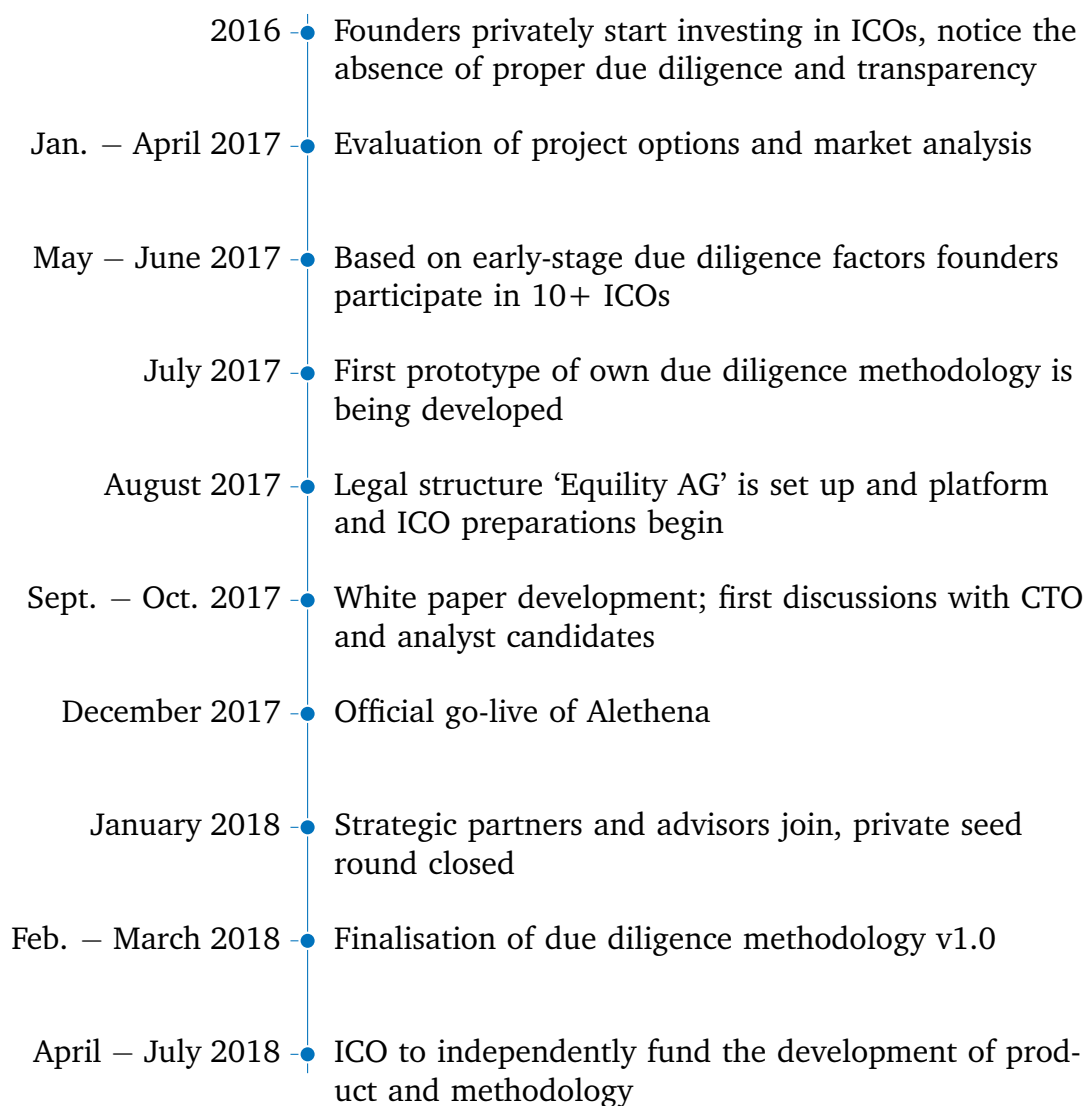 2016 Founders privately start investing in ICOs, notice the
absence of proper due diligence and transparency
Jan. – April 2017 Evaluation of project options and market analysis
May – June 2017 Based on early-stage due diligence factors founders
participate in 10+ ICOs
July 2017 First prototype of own due diligence methodology is
being developed
August 2017 Legal structure ‘Equility AG’ is set up and platform
and ICO preparations begin
Sept. – Oct. 2017 White paper development; first discussions with CTO
and analyst candidates
December 2017 Official go-live of Alethena
January 2018 Strategic partners and advisors join, private seed
round closed
Feb. – March 2018 Finalisation of due diligence methodology v1.0
April – July 2018 ICO to independently fund the development of prod-
uct and methodology